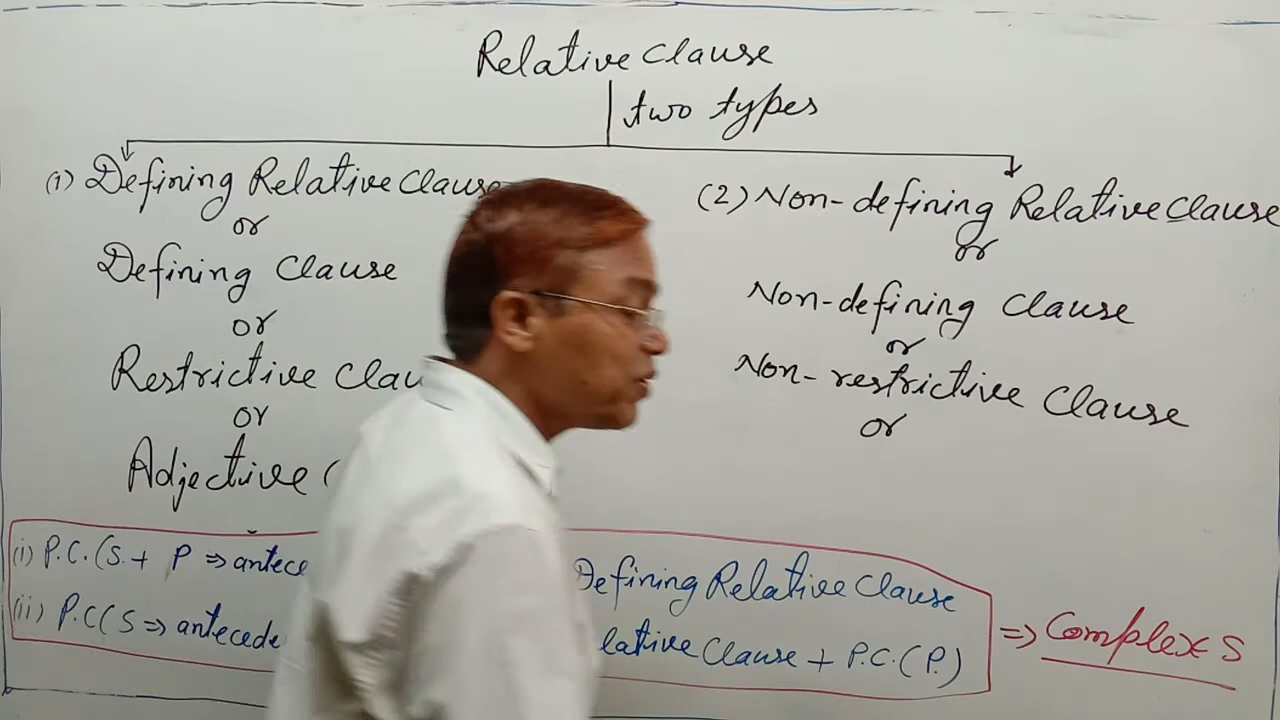 Relative Clause
two types
(1) Defining Relative Clause
or
Defining Clause
or
Restrictive Clau
or
Adjective (
(2) Non-defining Relative Clause
or
Non-defining Clause
or
Non-restrictive Clause
or
(i) P.C. (S + P ⇒ antece
Defining Relative Clause
(ii) P.C (S ⇒ antecede
lative Clause + P.C. (P.)
⇒ Complex S